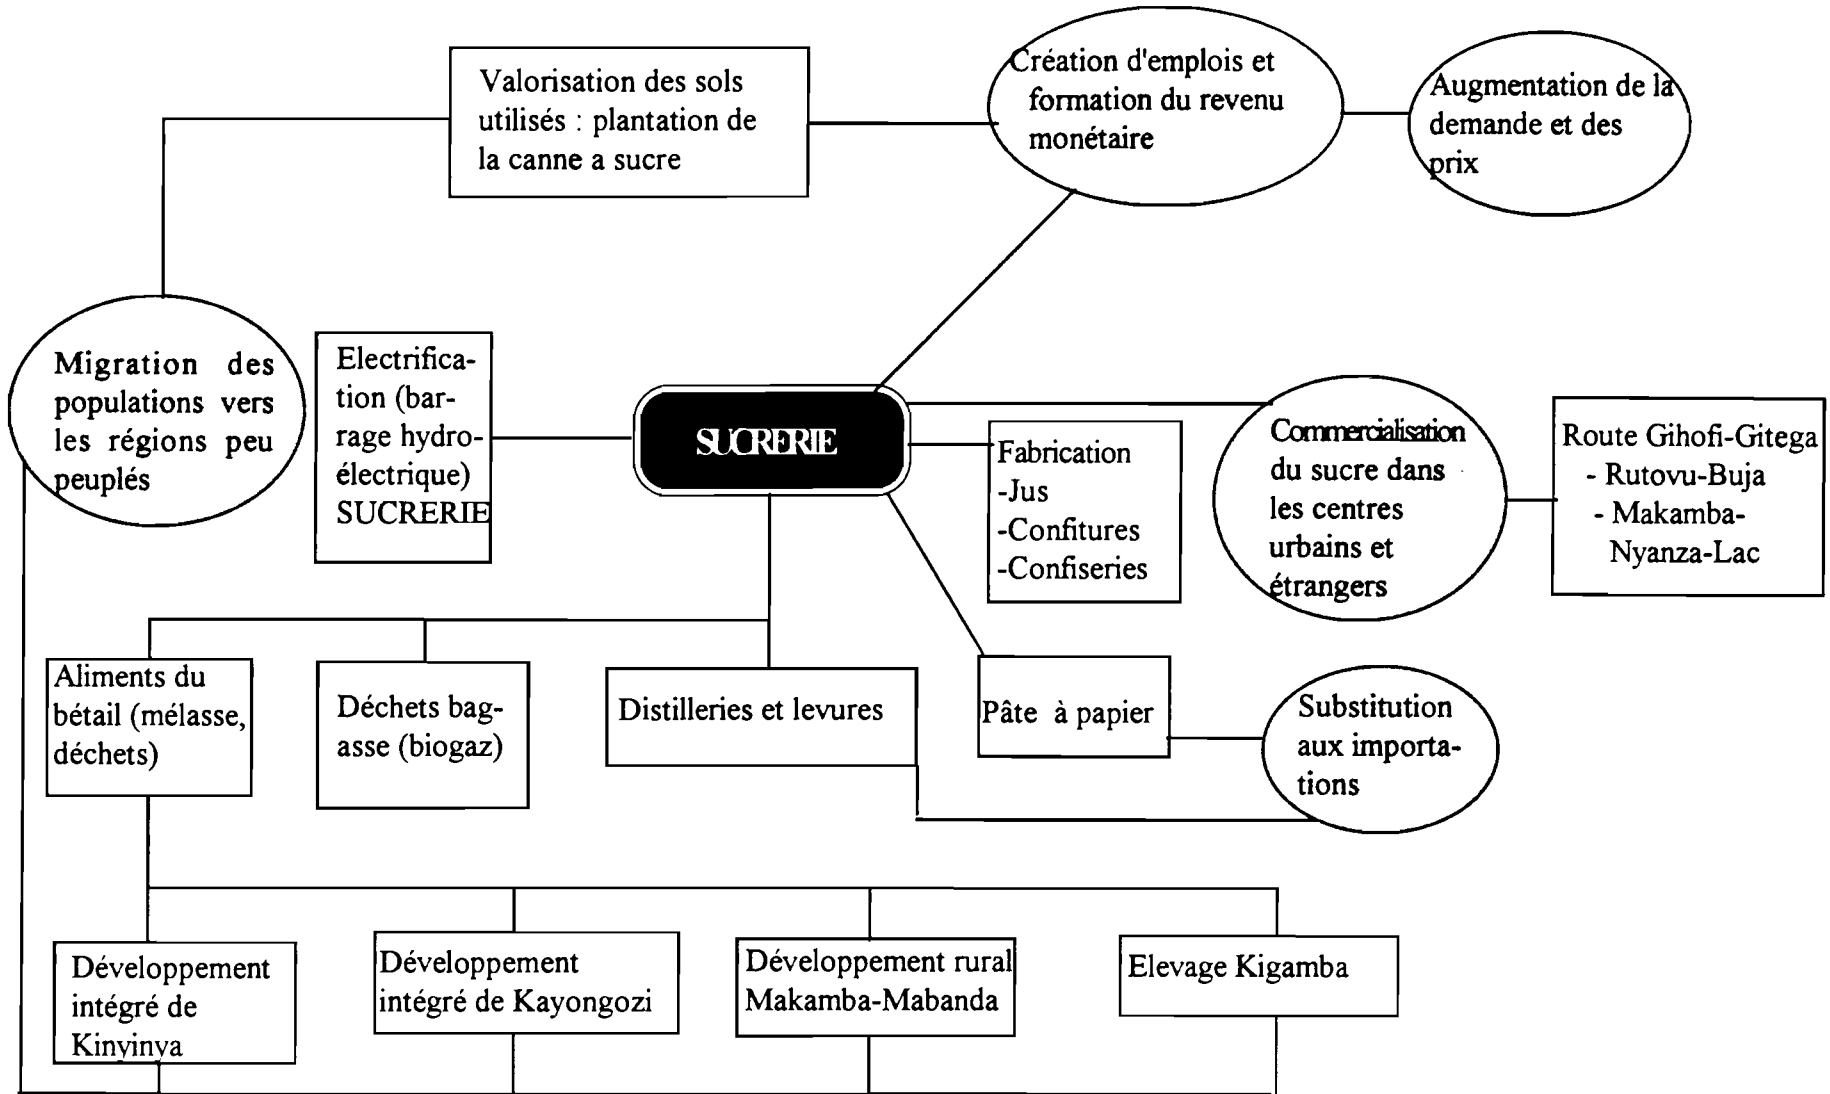 Valorisation des sols
utilisés : plantation de
la canne a sucre
Création d'emplois et
formation du revenu
monétaire
Augmentation de la
demande et des
prix
Migration des
populations vers
les régions peu
peuplés
Electrifica-
tion (bar-
rage hydro-
électrique)
SUCRERIE
SUCRERIE
Fabrication
-Jus
-Confitures
-Confiseries
Commercialisation
du sucre dans
les centres
urbains et
étrangers
Route Gihofi-Gitega
- Rutovu-Buja
- Makamba-
Nyanza-Lac
Aliments du
bétail (mélasse,
déchets)
Déchets bag-
asse (biogaz)
Distilleries et levures
Pâte à papier
Substitution
aux importa-
tions
Développement
intégré de
Kinyinya
Développement
intégré de Kayongozi
Développement rural
Makamba-Mabanda
Elevage Kigamba